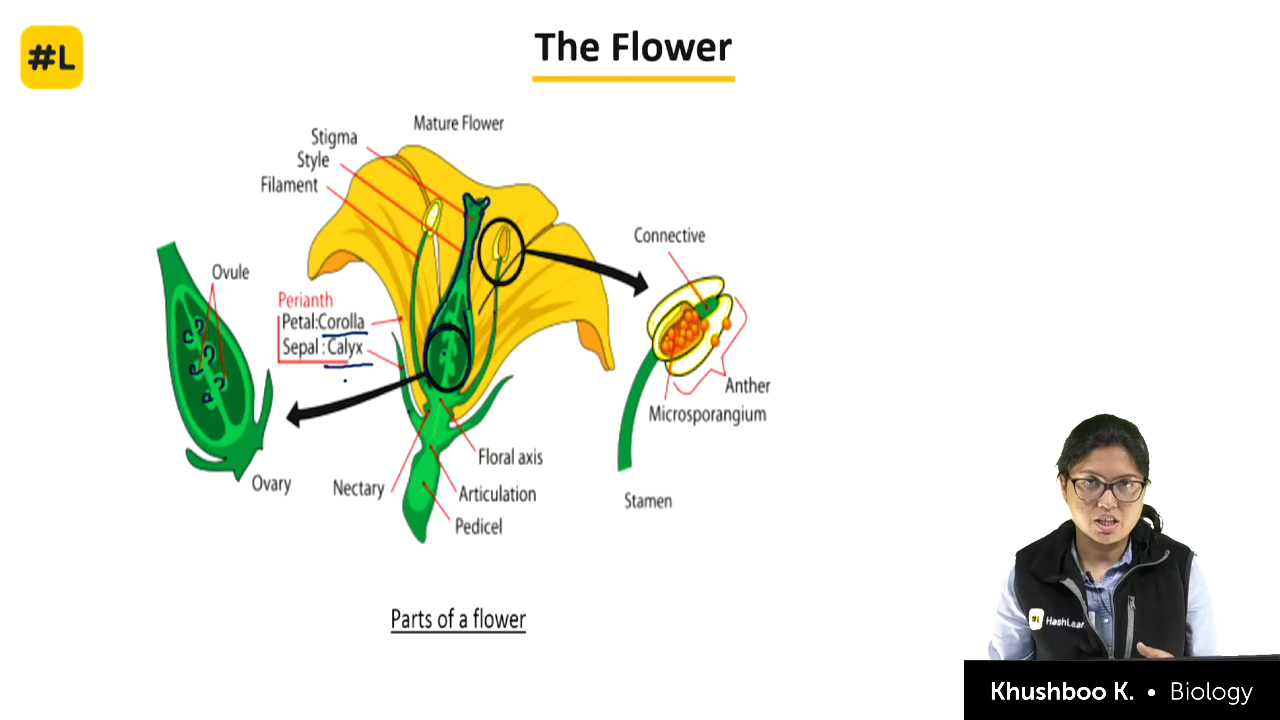 #L
The Flower
Mature Flower
Stigma
Style
Filament
Connective
Ovule
Perianth
Petal:Corolla
Sepal : Calyx
Anther
Microsporangium
Floral axis
Ovary
Nectary
Articulation
Stamen
Pedicel
Parts of a flower
#L HashLear
Khushboo K. • Biology